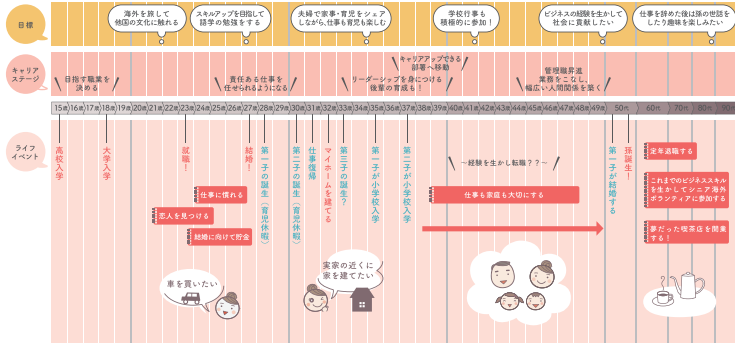 目標
海外を旅して
他国の文化に触れる
スキルアップを目指して
語学の勉強をする
夫婦で家事・育児をシェア
しながら、仕事も育児も楽しむ
学校行事も
積極的に参加！
ビジネスの経験を生かして
社会に貢献したい
仕事を辞めた後は孫の世話を
したり趣味を楽しみたい
キャリア
ステージ
目指す職業を
決める
責任ある仕事を
任せられるようになる
リーダーシップを身につける
後輩の育成も！
キャリアアップできる
部署へ移動
管理職昇進
業務をこなし、
幅広い人間関係を築く
15歳 16歳 17歳 18歳 19歳 20歳 21歳 22歳 23歳 24歳 25歳 26歳 27歳 28歳 29歳 30歳 31歳 32歳 33歳 34歳 35歳 36歳 37歳 38歳 39歳 40歳 41歳 42歳 43歳 44歳 45歳 46歳 47歳 48歳 49歳 50代 60代 70代 80代 90代
ライフ
イベント
高校入学
大学入学
就職！
結婚！
第一子の誕生（育児休暇）
第二子の誕生（育児休暇）
仕事復帰
マイホームを建てる
第三子の誕生？
第一子が小学校入学
第二子が小学校入学
～経験を生かし転職？？～
第一子が結婚する
孫誕生！
仕事に慣れる
恋人を見つける
結婚に向けて貯金
仕事も家庭も大切にする
定年退職する
これまでのビジネススキル
を生かしてシニア海外
ボランティアに参加する
夢だった喫茶店を開業
する！
車を買いたい
実家の近くに
家を建てたい